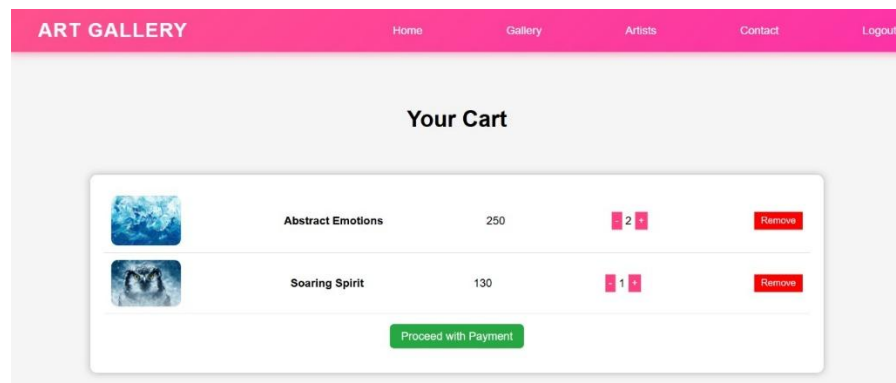 ART GALLERY Home Gallery Artists Contact Logout
Your Cart
Abstract Emotions 250 - 2 + Remove
Soaring Spirit 130 - 1 + Remove
Proceed with Payment